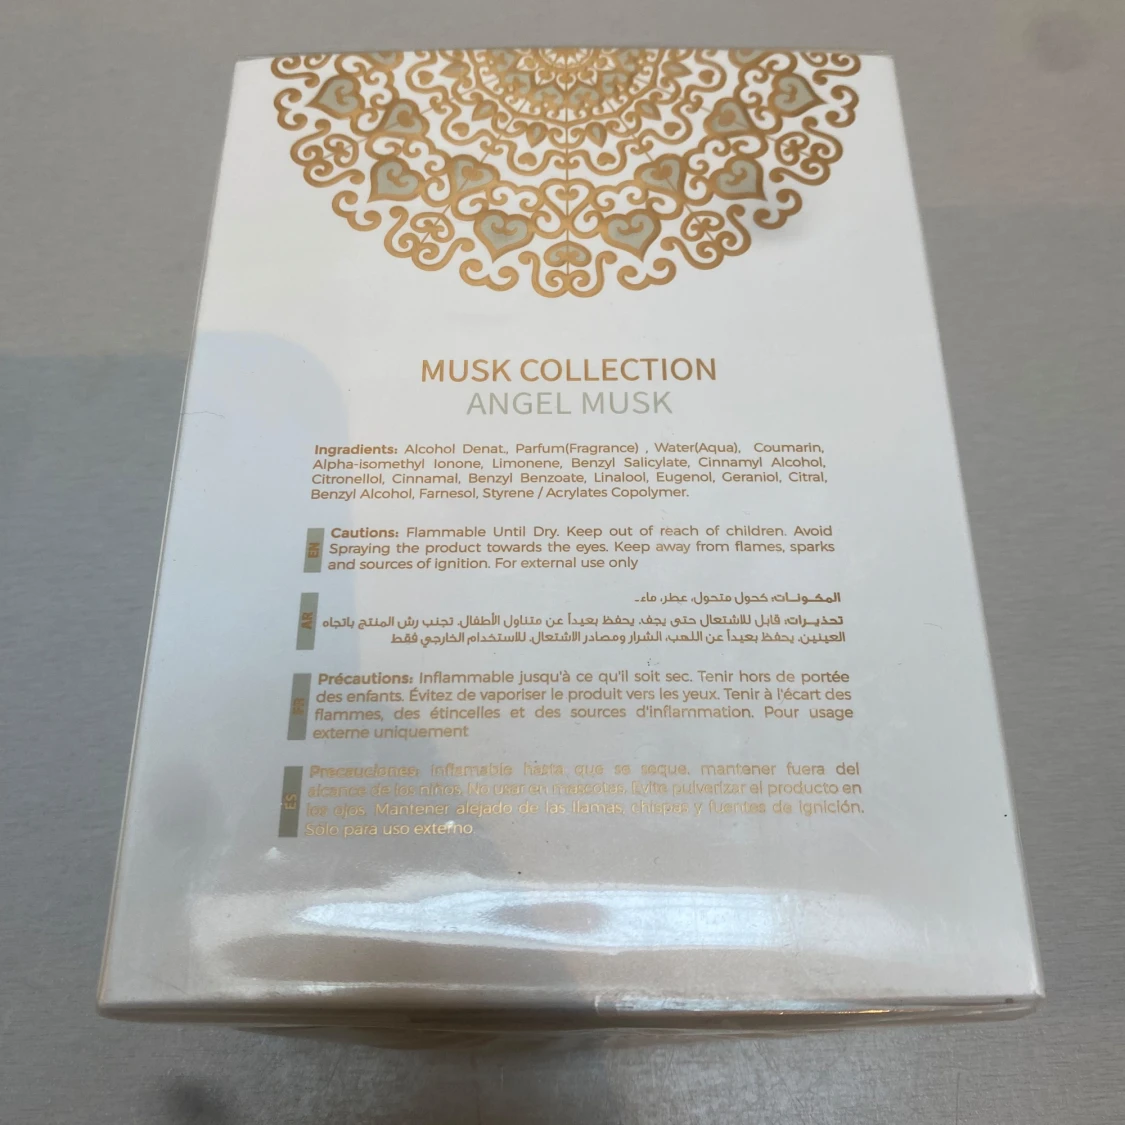 MUSK COLLECTION
ANGEL MUSK
Ingradients: Alcohol Denat., Parfum(Fragrance) , Water(Aqua), Coumarin,
Alpha-isomethyl Ionone, Limonene, Benzyl Salicylate, Cinnamyl Alcohol,
Citronellol, Cinnamal, Benzyl Benzoate, Linalool, Eugenol, Geraniol, Citral,
Benzyl Alcohol, Farnesol, Styrene / Acrylates Copolymer.
EN
Cautions: Flammable Until Dry. Keep out of reach of children. Avoid
Spraying the product towards the eyes. Keep away from flames, sparks
and sources of ignition. For external use only
AR
المكونات: كحول متحول، عطر، ماء.
تحذيرات: قابل للاشتعال حتى يجف. يحفظ بعيداً عن متناول الأطفال. تجنب رش المنتج باتجاه
العينين. يحفظ بعيداً عن اللهب، الشرار ومصادر الاشتعال. للاستخدام الخارجي فقط
FR
Précautions: Inflammable jusqu'à ce qu'il soit sec. Tenir hors de portée
des enfants. Évitez de vaporiser le produit vers les yeux. Tenir à l'écart des
flammes, des étincelles et des sources d'inflammation. Pour usage
externe uniquement
ES
Precauciones: Inflamable hasta que se seque. mantener fuera del
alcance de los niños. No usar en mascotas. Evite pulverizar el producto en
los ojos. Mantener alejado de las llamas, chispas y fuentes de ignición.
Sólo para uso externo